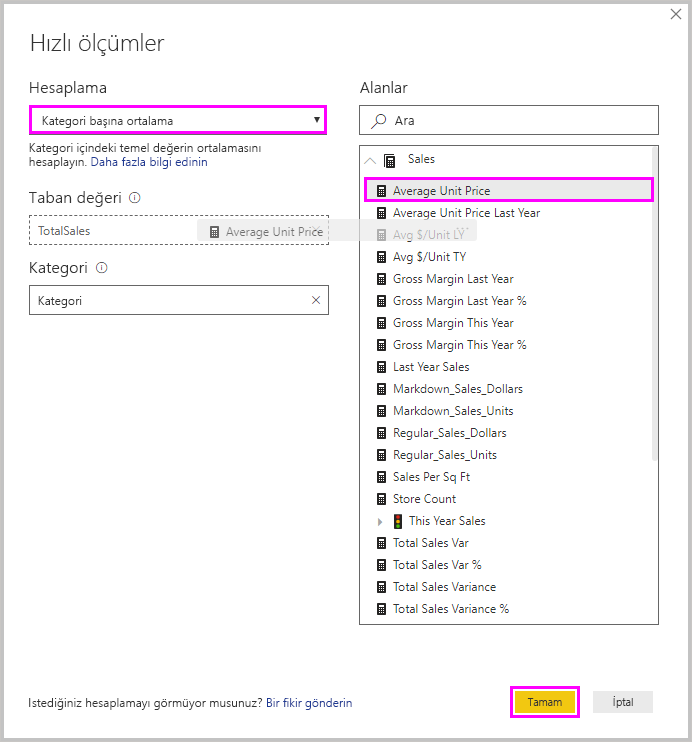 Hızlı ölçümler
Hesaplama
Kategori başına ortalama
Kategori içindeki temel değerin ortalamasını
hesaplayın. Daha fazla bilgi edinin
Taban değeri
TotalSales
Average Unit Price
Kategori
Kategori
Alanlar
Ara
Sales
Average Unit Price
Average Unit Price Last Year
Avg $/Unit LY
Avg $/Unit TY
Gross Margin Last Year
Gross Margin Last Year %
Gross Margin This Year
Gross Margin This Year %
Last Year Sales
Markdown_Sales_Dollars
Markdown_Sales_Units
Regular_Sales_Dollars
Regular_Sales_Units
Sales Per Sq Ft
Store Count
This Year Sales
Total Sales Var
Total Sales Var %
Total Sales Variance
Total Sales Variance %
Istediğiniz hesaplamayı görmüyor musunuz? Bir fikir gönderin
Tamam
İptal